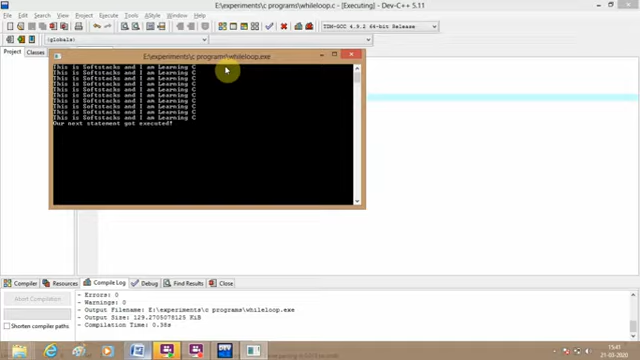 E:\experiments\c programs\whileloop.c - [Executing] - Dev-C++ 5.11
File Edit Search View Project Execute Tools AStyle Window Help
TDM-GCC 4.9.2 64-bit Release
(globals)
Project Classes
E:\experiments\c programs\whileloop.exe
This is Softstacks and I am Learning C
This is Softstacks and I am Learning C
This is Softstacks and I am Learning C
This is Softstacks and I am Learning C
This is Softstacks and I am Learning C
This is Softstacks and I am Learning C
This is Softstacks and I am Learning C
This is Softstacks and I am Learning C
This is Softstacks and I am Learning C
This is Softstacks and I am Learning C
Our next statement got executed!
Compiler Resources Compile Log Debug Find Results Close
Abort Compilation
Shorten compiler paths
- Errors: 0
- Warnings: 0
- Output Filename: E:\experiments\c programs\whileloop.exe
- Output Size: 129.2705078125 KiB
- Compilation Time: 0.38s
15:41
21-03-2020